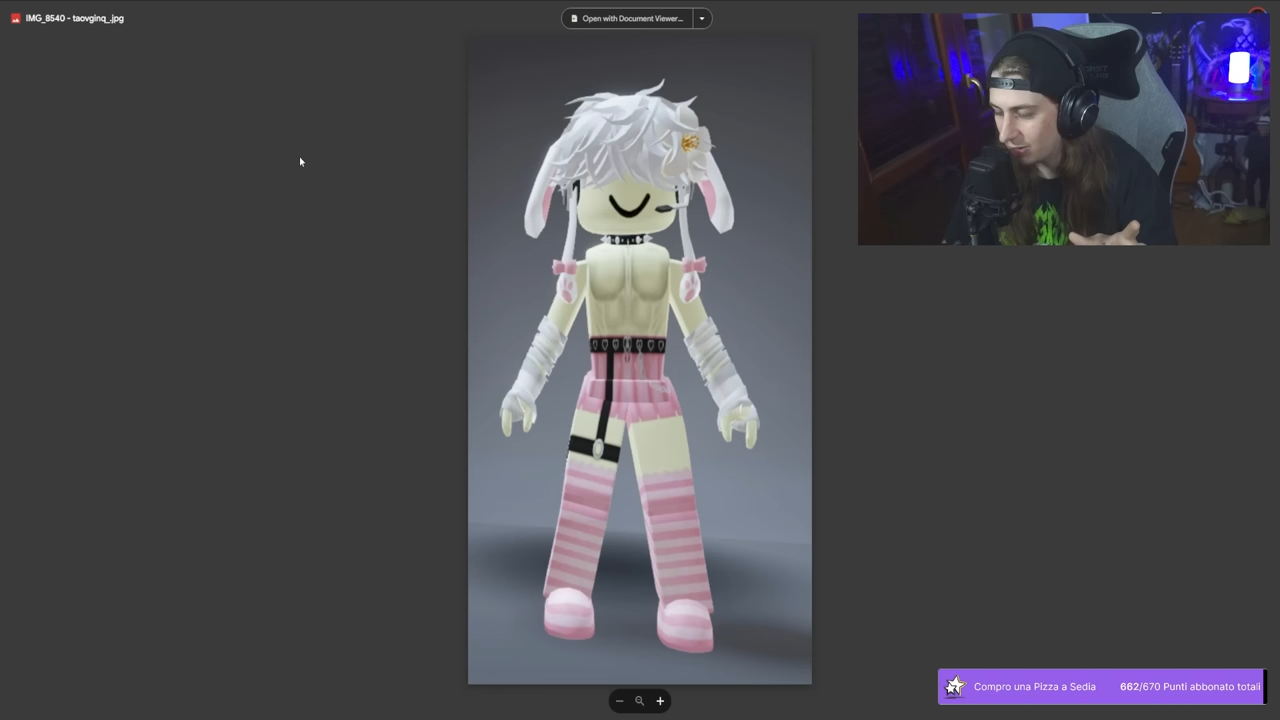 IMG_8540 - taovginq_.jpg
Open with Document Viewer...
Compro una Pizza a Sedia
662/670 Punti abbonato totali